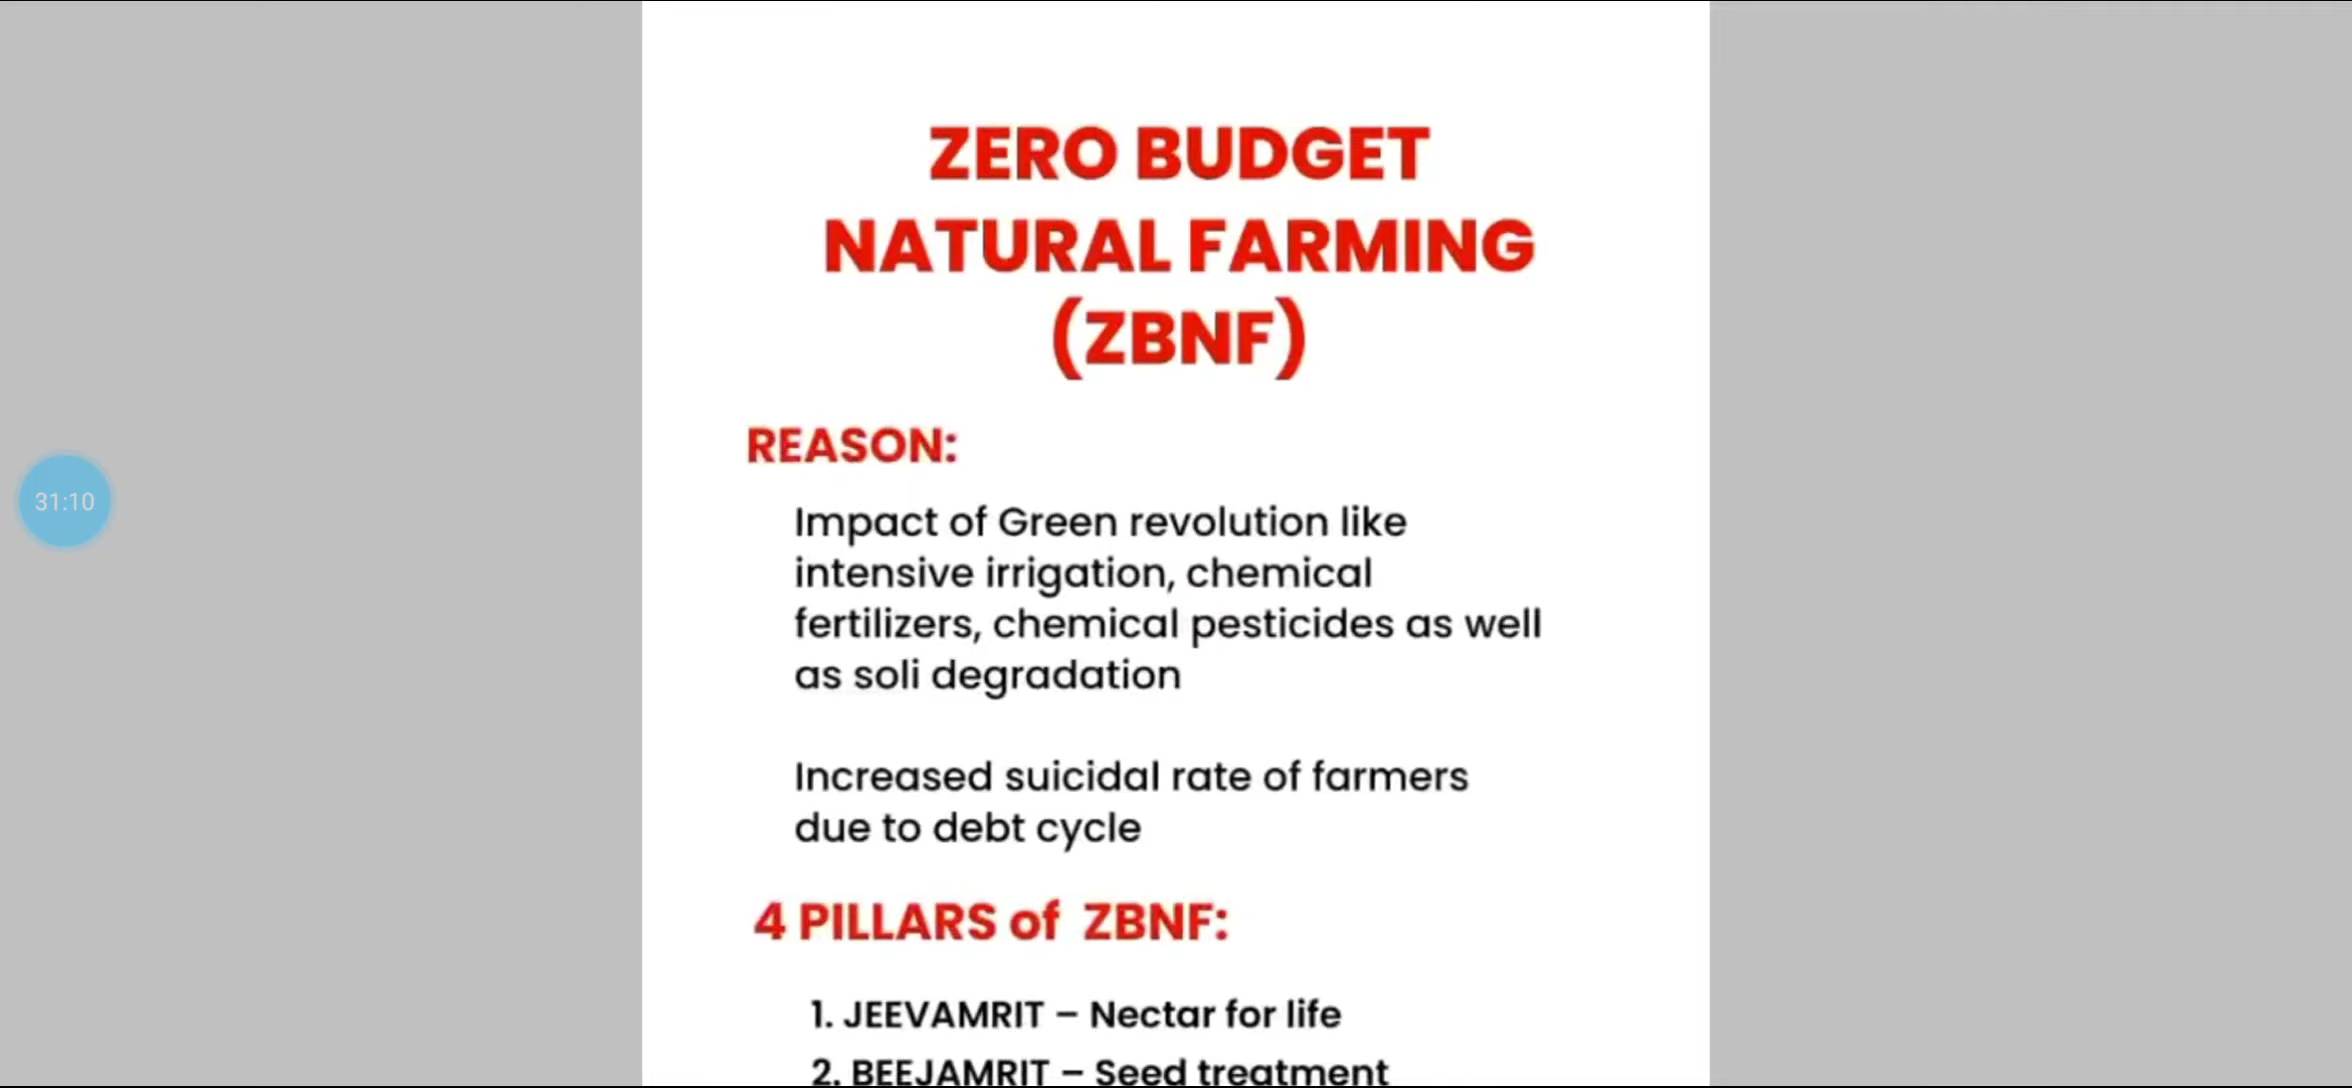 ZERO BUDGET
NATURAL FARMING
(ZBNF)
REASON:
31:10
Impact of Green revolution like
intensive irrigation, chemical
fertilizers, chemical pesticides as well
as soli degradation
Increased suicidal rate of farmers
due to debt cycle
4 PILLARS of ZBNF:
1. JEEVAMRIT – Nectar for life
2. BEEJAMRIT – Seed treatment